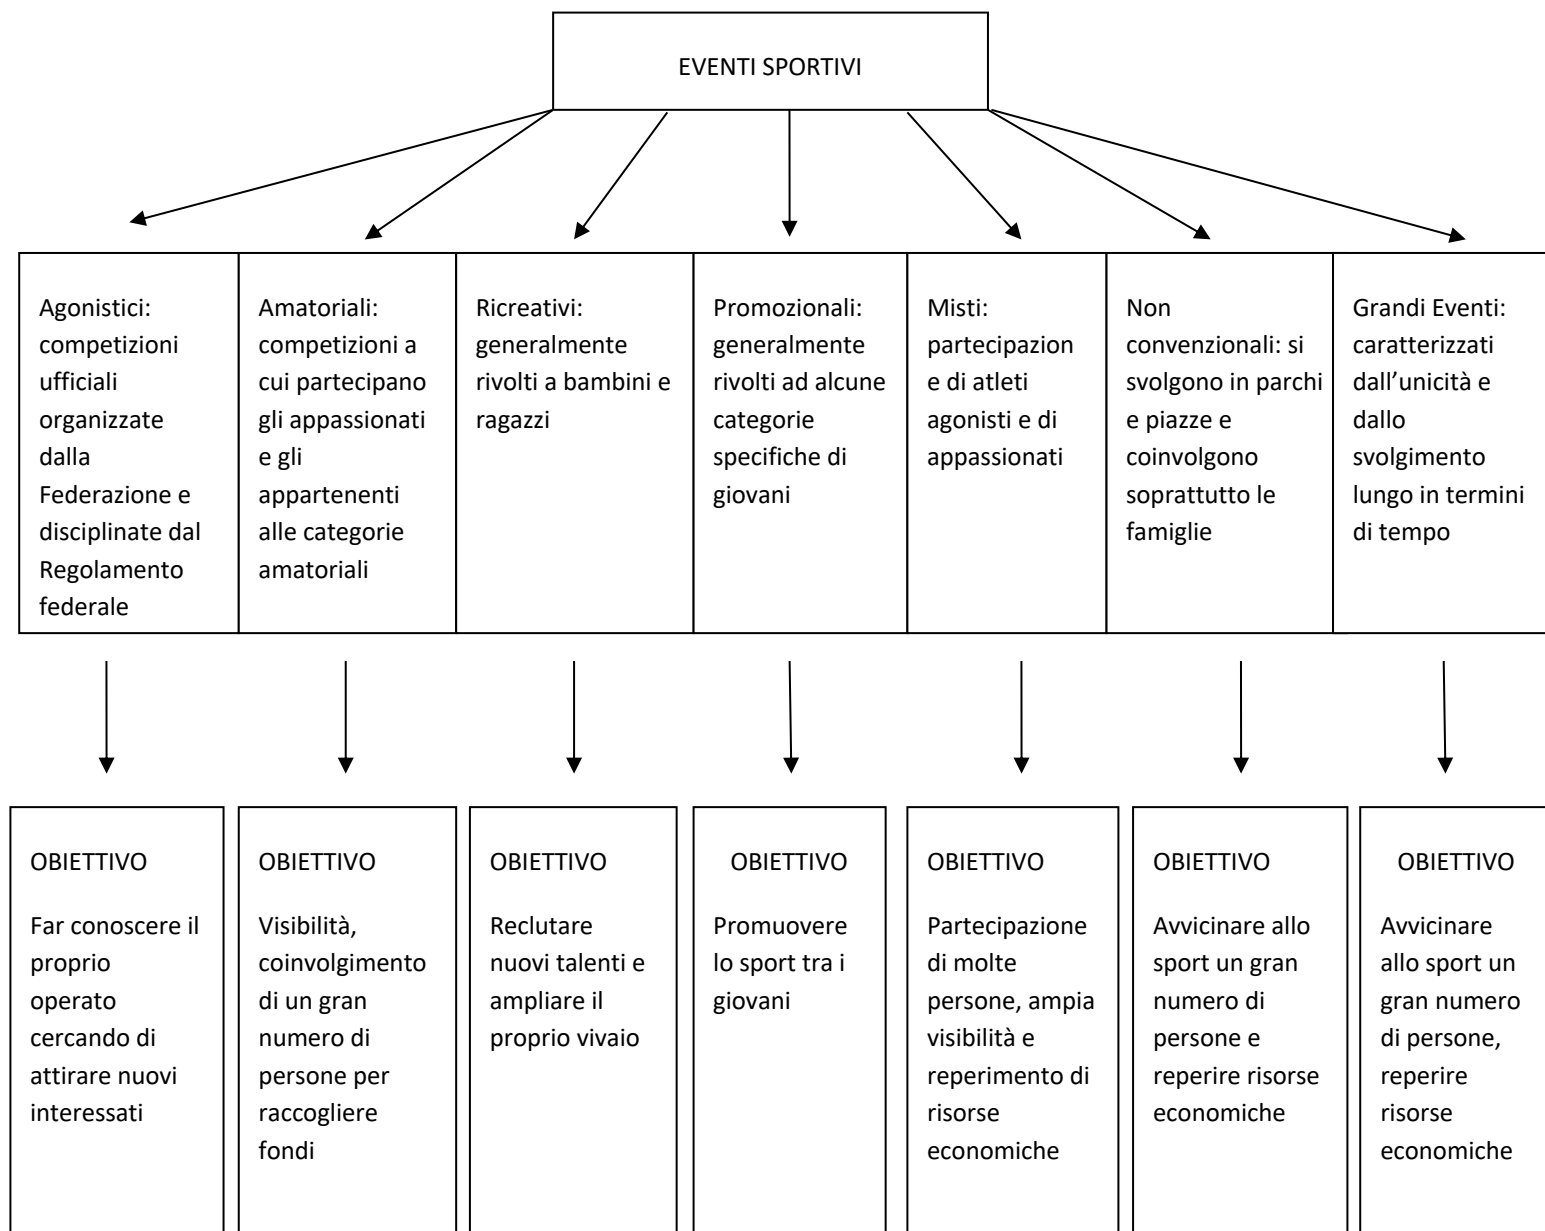 EVENTI SPORTIVI
Agonistici:
competizioni
ufficiali
organizzate
dalla
Federazione e
disciplinate dal
Regolamento
federale
Amatoriali:
competizioni a
cui partecipano
gli appassionati
e gli
appartenenti
alle categorie
amatoriali
Ricreativi:
generalmente
rivolti a bambini e
ragazzi
Promozionali:
generalmente
rivolti ad alcune
categorie
specifiche di
giovani
Misti:
partecipazion
e di atleti
agonisti e di
appassionati
Non
convenzionali: si
svolgono in parchi
e piazze e
coinvolgono
soprattutto le
famiglie
Grandi Eventi:
caratterizzati
dall’unicità e
dallo
svolgimento
lungo in termini
di tempo
OBIETTIVO
Far conoscere il
proprio
operato
cercando di
attirare nuovi
interessati
OBIETTIVO
Visibilità,
coinvolgimento
di un gran
numero di
persone per
raccogliere
fondi
OBIETTIVO
Reclutare
nuovi talenti e
ampliare il
proprio vivaio
OBIETTIVO
Promuovere
lo sport tra i
giovani
OBIETTIVO
Partecipazione
di molte
persone, ampia
visibilità e
reperimento di
risorse
economiche
OBIETTIVO
Avvicinare allo
sport un gran
numero di
persone e
reperire risorse
economiche
OBIETTIVO
Avvicinare
allo sport un
gran numero
di persone,
reperire
risorse
economiche